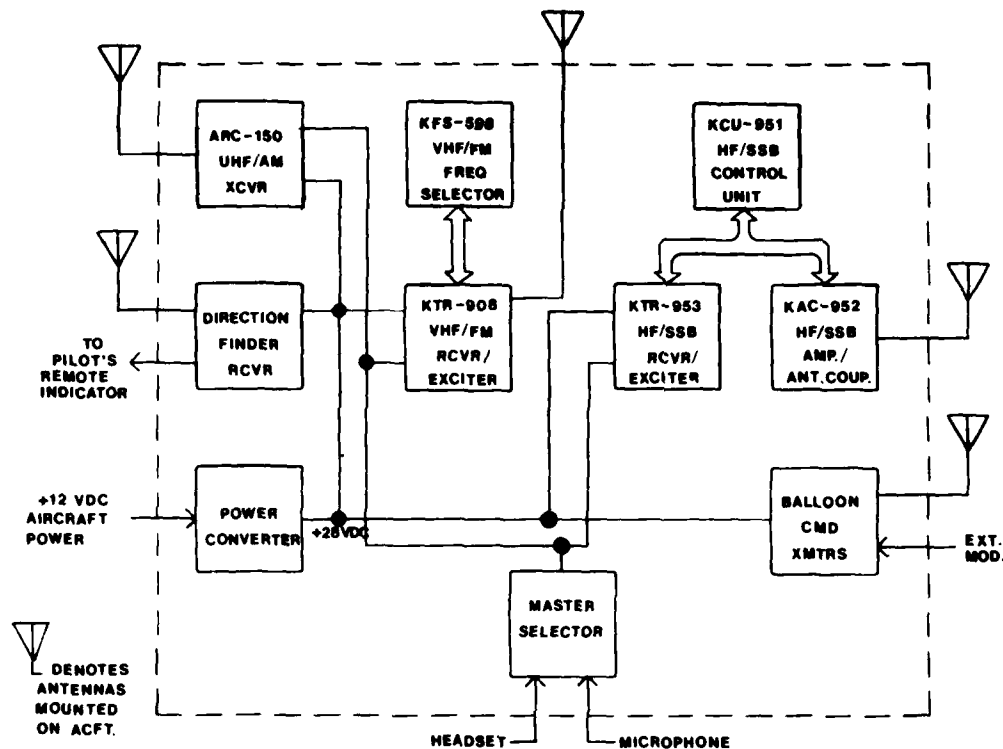 ARC-150
UHF/AM
XCVR
KFS-598
VHF/FM
FREQ
SELECTOR
KCU-951
HF/SSB
CONTROL
UNIT
DIRECTION
FINDER
RCVR
TO
PILOT'S
REMOTE
INDICATOR
KTR-908
VHF/FM
RCVR/
EXCITER
KTR-953
HF/SSB
RCVR/
EXCITER
KAC-952
HF/SSB
AMP./
ANT. COUP.
+12 VDC
AIRCRAFT
POWER
POWER
CONVERTER
+28VDC
BALLOON
CMD
XMTRS
EXT.
MOD.
MASTER
SELECTOR
DENOTES
ANTENNAS
MOUNTED
ON ACFT.
HEADSET
MICROPHONE